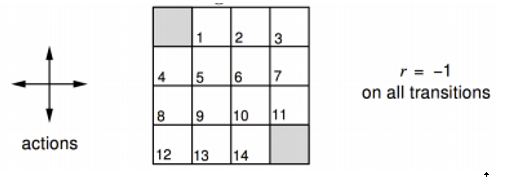 1 2 3
4 5 6 7
8 9 10 11
12 13 14
actions
r = −1
on all transitions